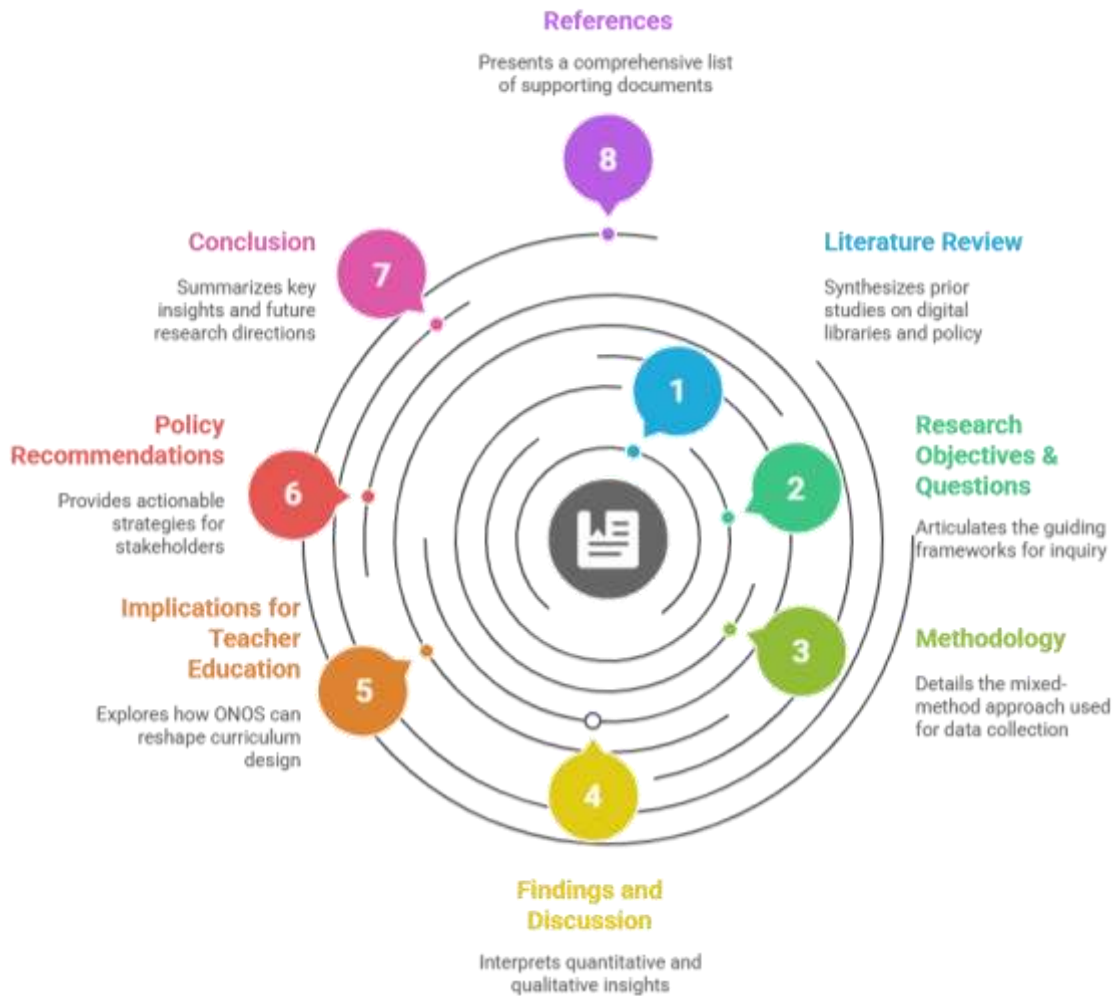 References
Presents a comprehensive list
of supporting documents
8
Conclusion
Summarizes key
insights and future
research directions
7
Literature Review
Synthesizes prior
studies on digital
libraries and policy
1
Policy
Recommendations
Provides actionable
strategies for
stakeholders
6
Research
Objectives &
Questions
Articulates the guiding
frameworks for inquiry
2
Implications for
Teacher
Education
Explores how ONOS can
reshape curriculum
design
5
Methodology
Details the mixed-
method approach used
for data collection
3
4
Findings and
Discussion
Interprets quantitative and
qualitative insights